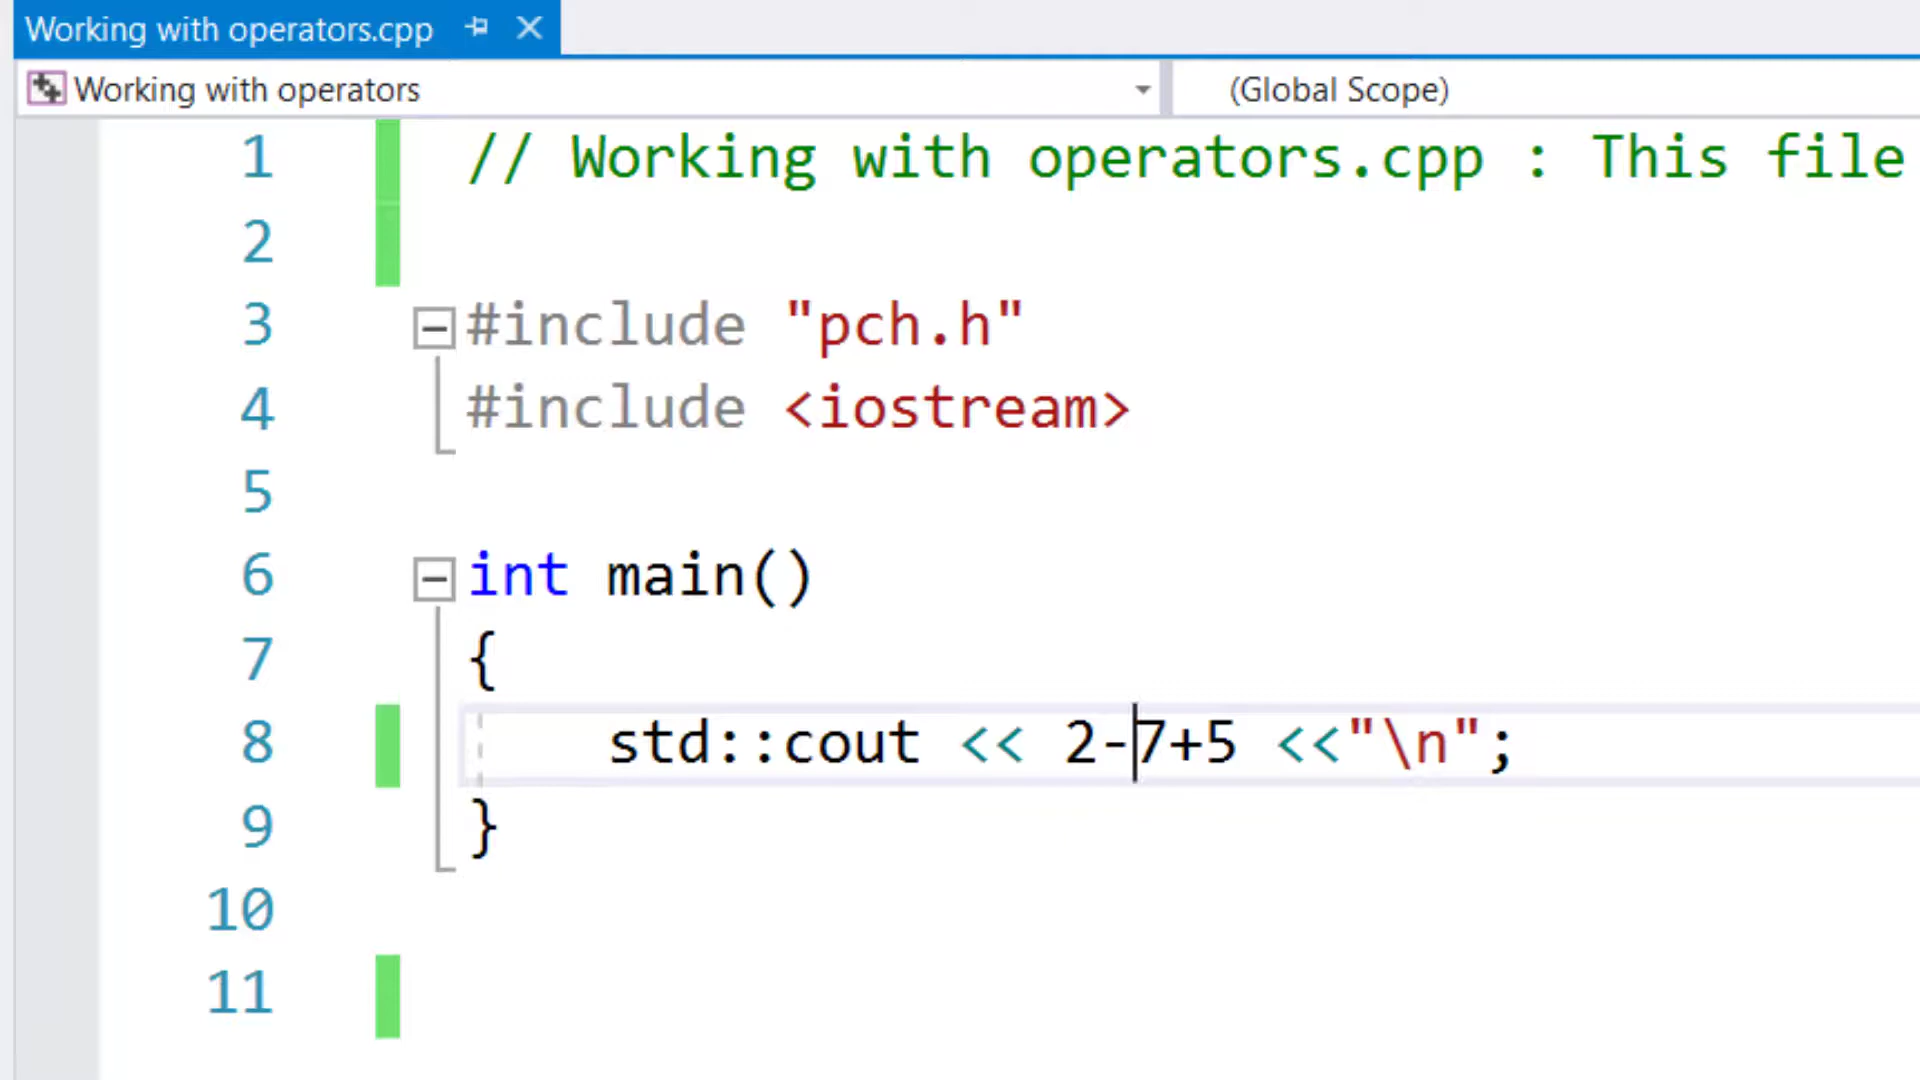 Working with operators.cpp
Working with operators (Global Scope)
1 // Working with operators.cpp : This file
2
3 #include "pch.h"
4 #include <iostream>
5
6 int main()
7 {
8 std::cout << 2-7+5 <<"\n";
9 }
10
11